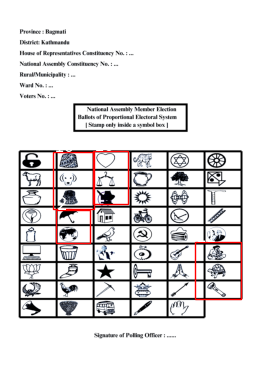 Province : Bagmati
District: Kathmandu
House of Representatives Constituency No. : ...
National Assembly Constituency No. : ...
Rural/Municipality : ...
Ward No. : ...
Voters No. : ...
National Assembly Member Election
Ballots of Proportional Electoral System
[ Stamp only inside a symbol box ]
Signature of Polling Officer : ......